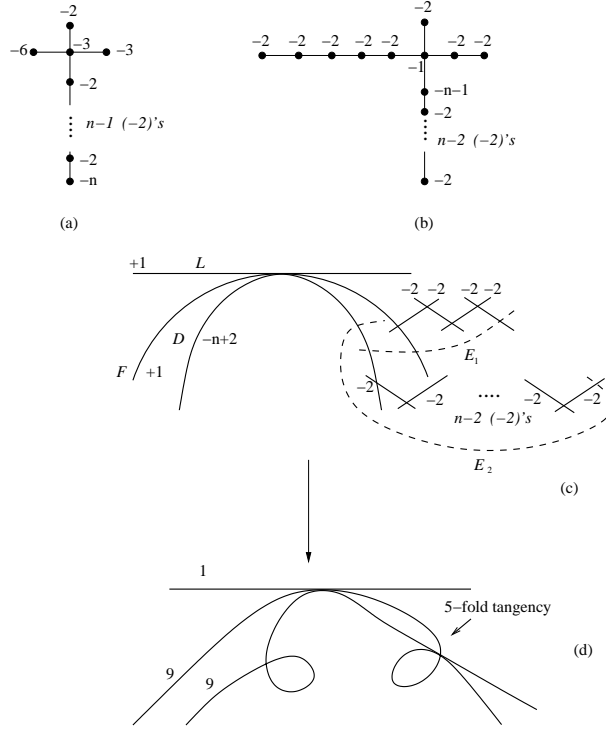 −2
−6 −3 −3
−2
n−1 (−2)'s
−2
−n
(a)
−2
−2 −2 −2 −2 −2 −2 −2
−1
−n−1
−2
n−2 (−2)'s
−2
(b)
+1 L
−2 −2 −2 −2
D −n+2
F +1
E1
−2 −2 −2 −2
n−2 (−2)'s
E2
(c)
1
5−fold tangency
(d)
9 9